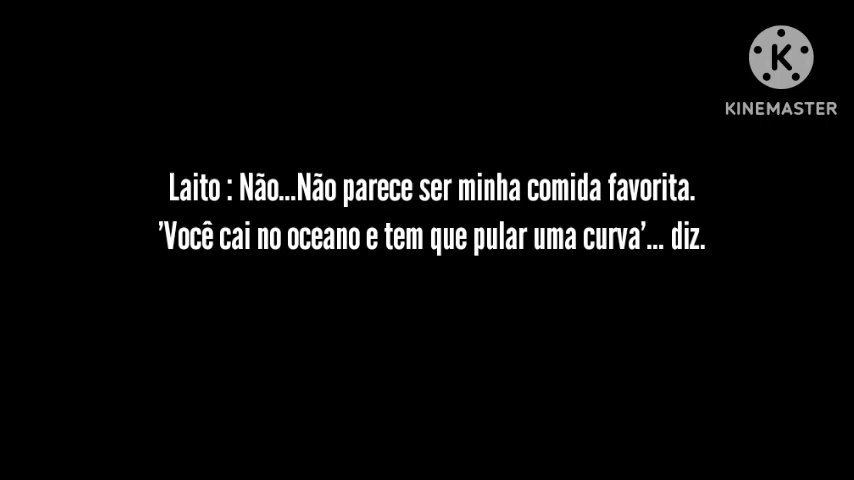 KINEMASTER
Laito : Não...Não parece ser minha comida favorita.
'Você cai no oceano e tem que pular uma curva'... diz.